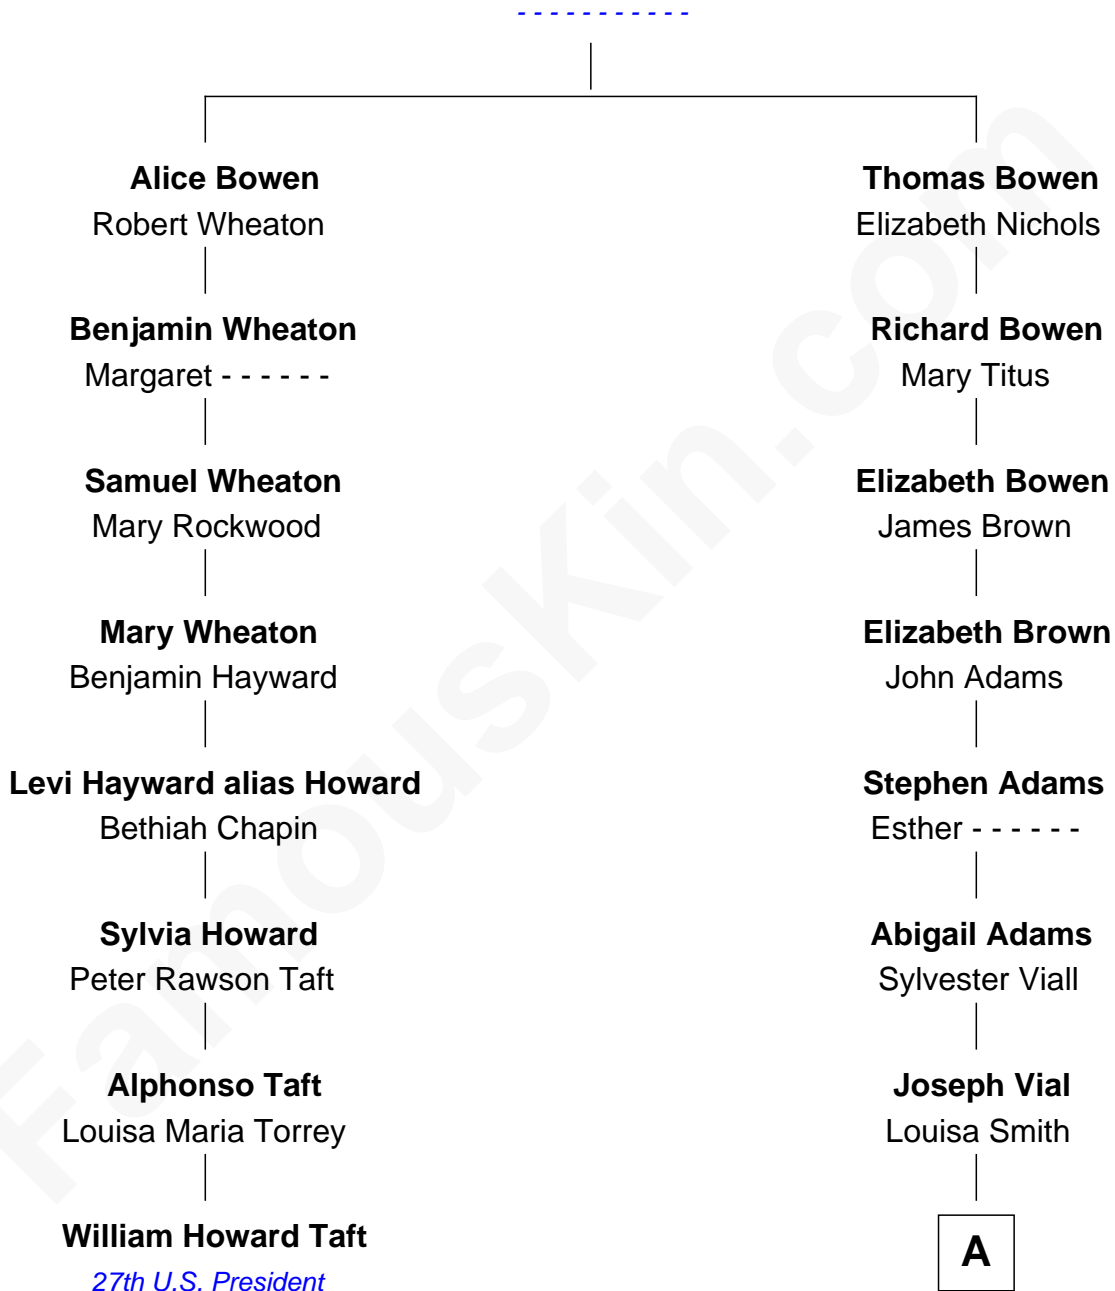 - - - - - - - - - - -
Alice Bowen
Robert Wheaton
Thomas Bowen
Elizabeth Nichols
Benjamin Wheaton
Margaret - - - - - -
Richard Bowen
Mary Titus
Samuel Wheaton
Mary Rockwood
Elizabeth Bowen
James Brown
Mary Wheaton
Benjamin Hayward
Elizabeth Brown
John Adams
Levi Hayward alias Howard
Bethiah Chapin
Stephen Adams
Esther - - - - - -
Sylvia Howard
Peter Rawson Taft
Abigail Adams
Sylvester Viall
Alphonso Taft
Louisa Maria Torrey
Joseph Vial
Louisa Smith
William Howard Taft
27th U.S. President
A
FamousKin.com